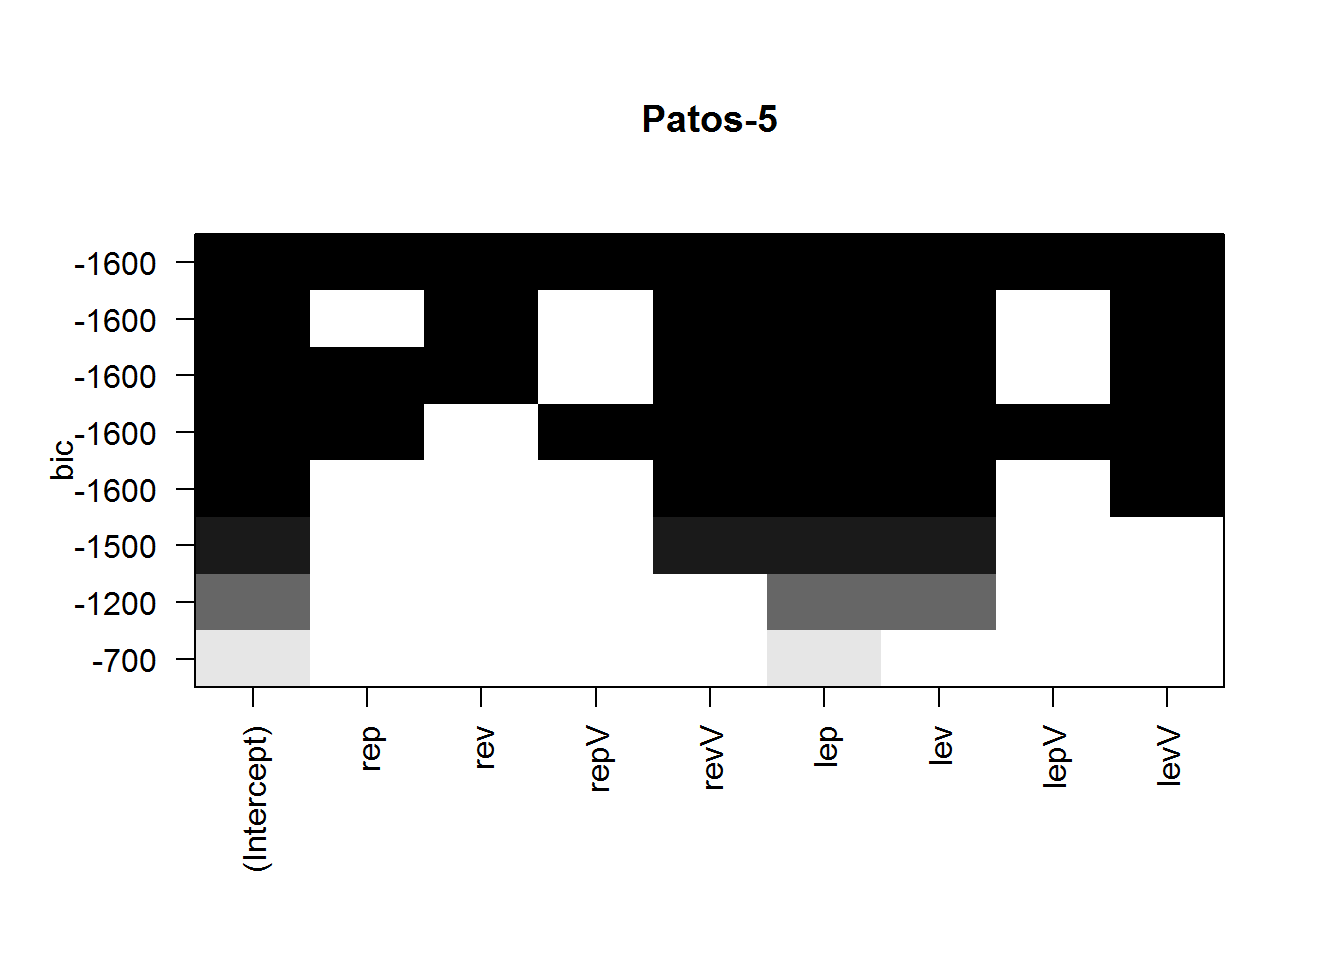 Patos-5
bic
-1600
-1600
-1600
-1600
-1600
-1500
-1200
-700
(Intercept)
rep
rev
repV
revV
lep
lev
lepV
levV